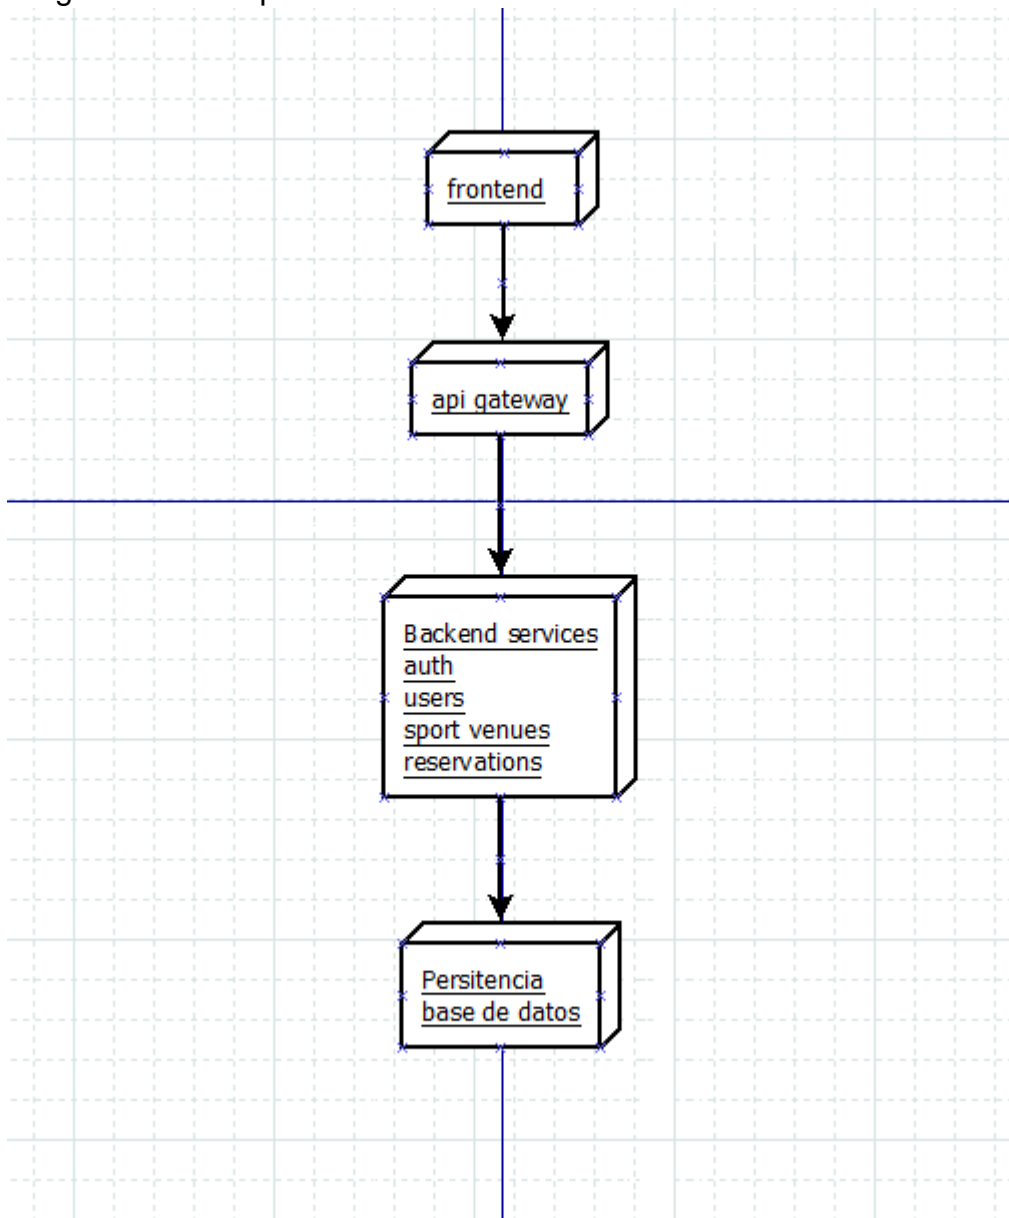 frontend
api gateway
Backend services
auth
users
sport venues
reservations
Persitencia
base de datos